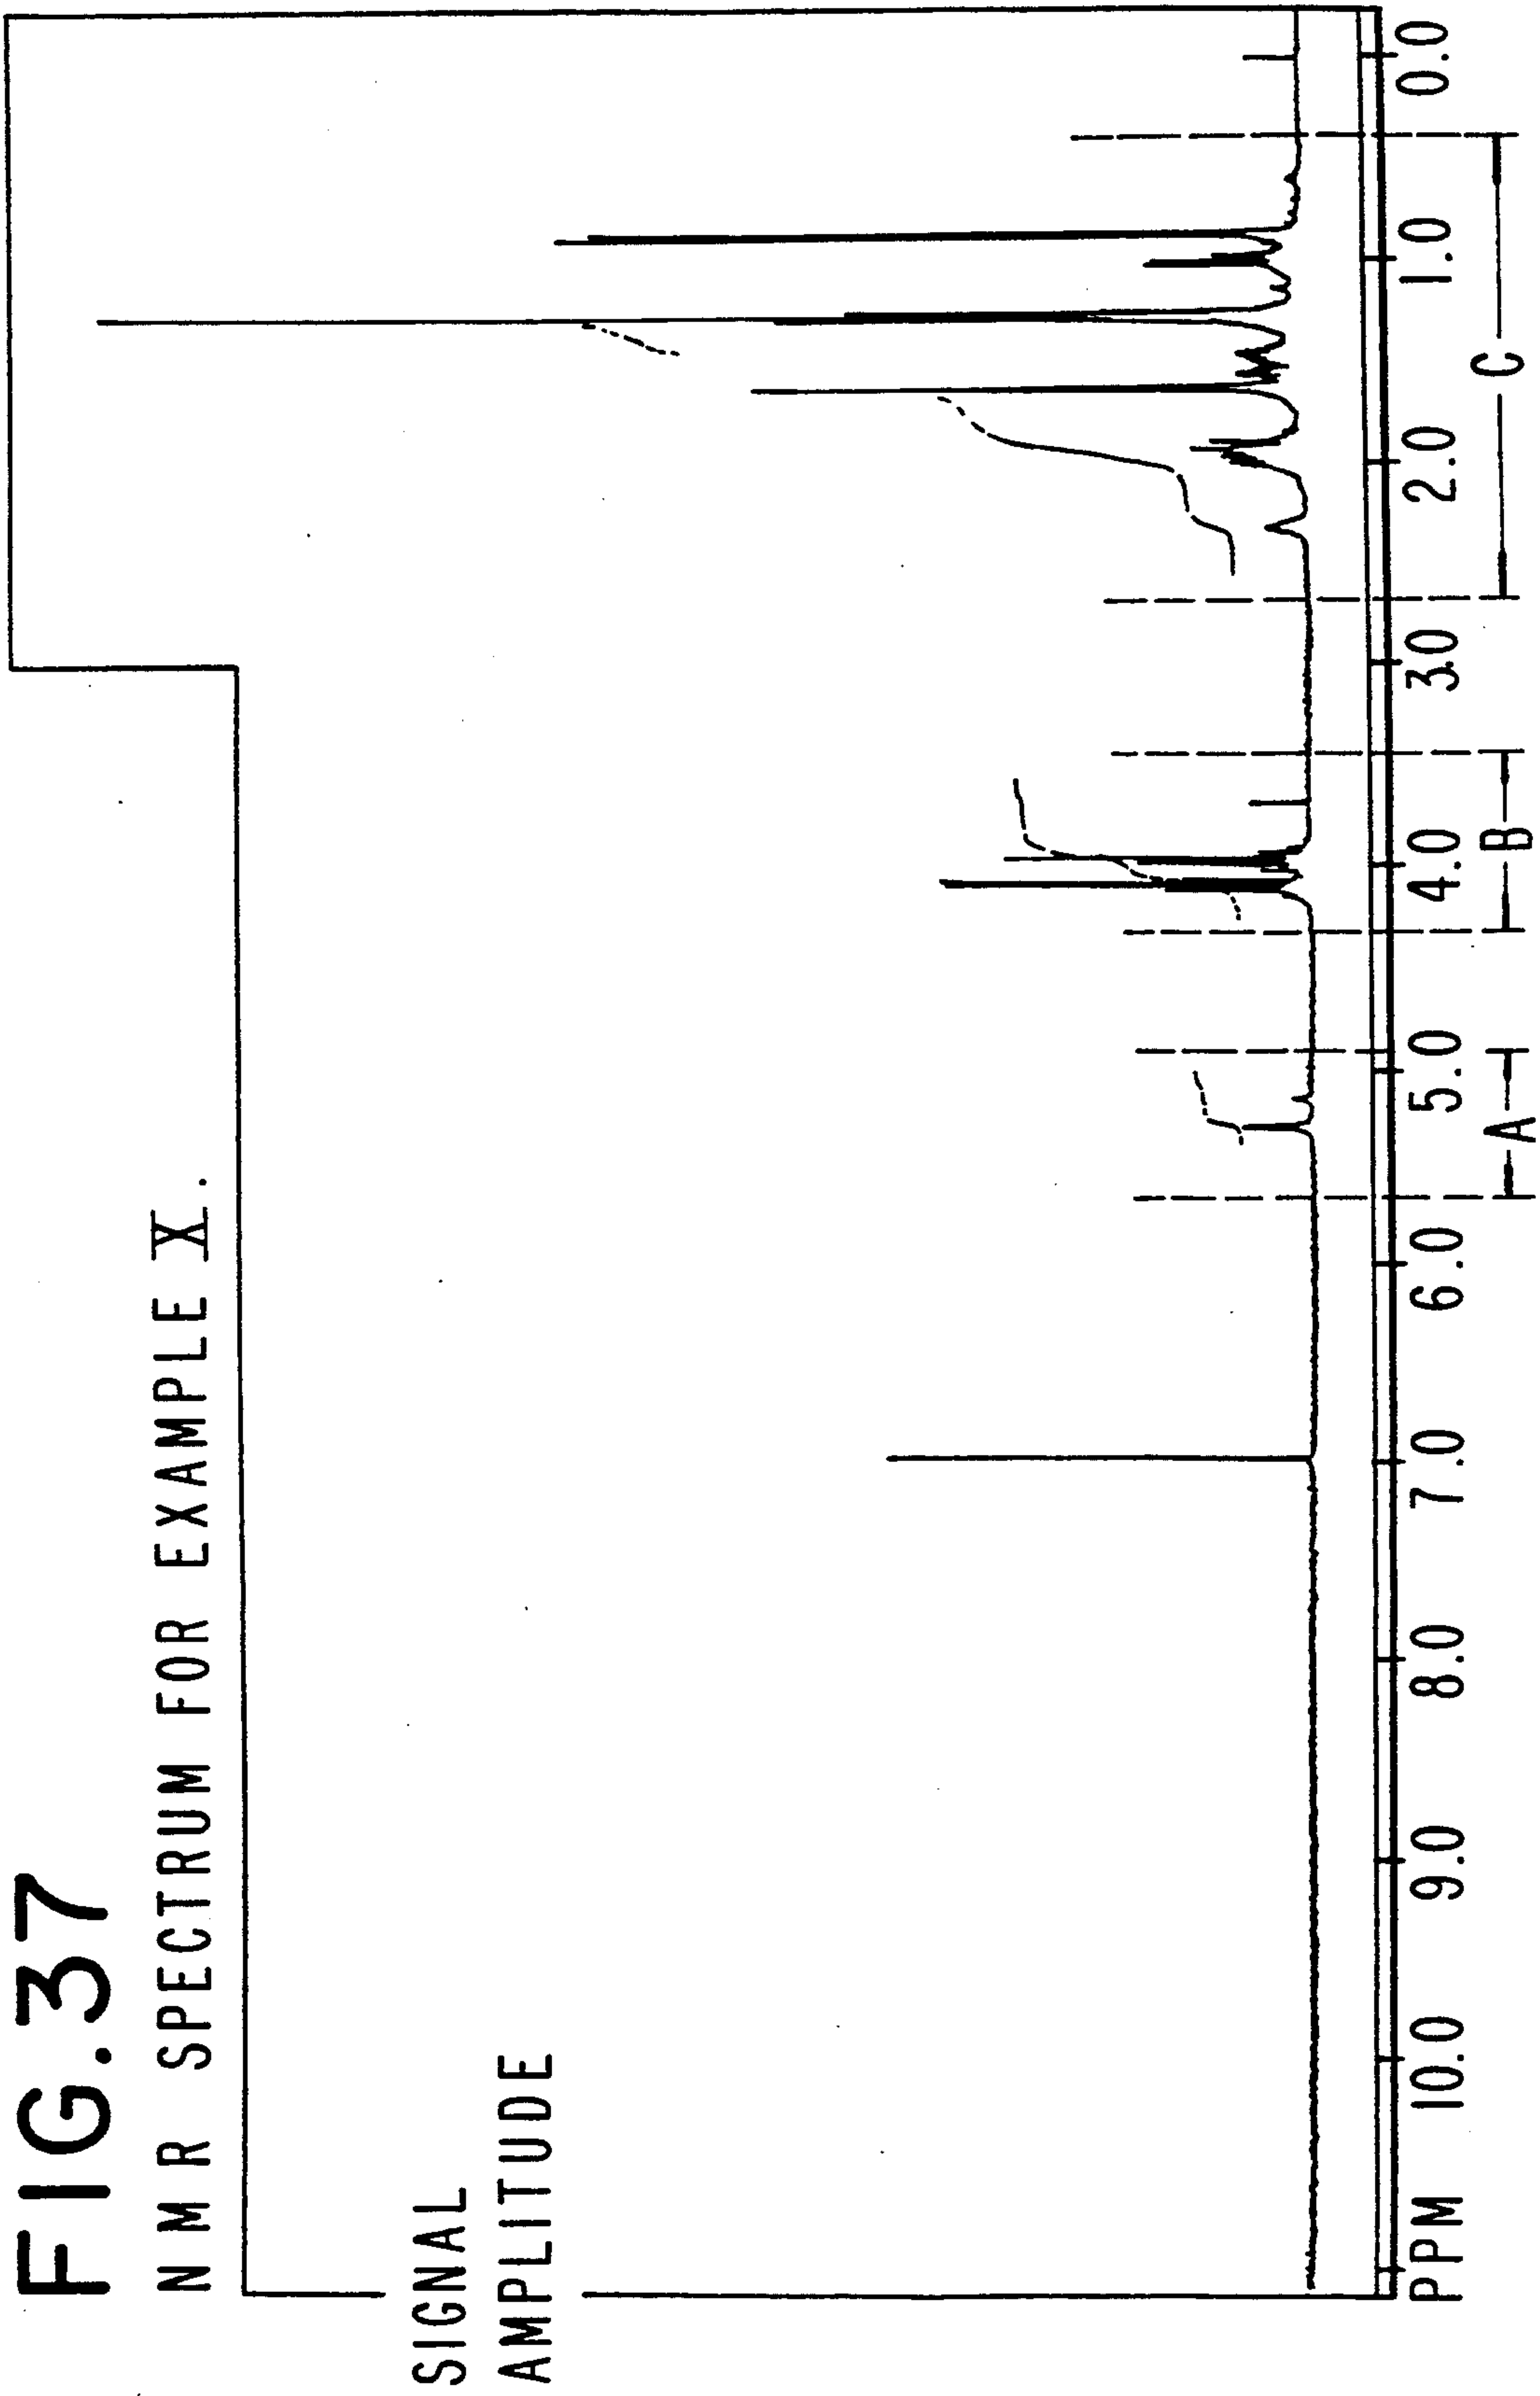 FIG.37
NMR SPECTRUM FOR EXAMPLE X.
SIGNAL
AMPLITUDE
PPM 10.0 9.0 8.0 7.0 6.0 5.0 4.0 3.0 2.0 1.0 0.0
A B C